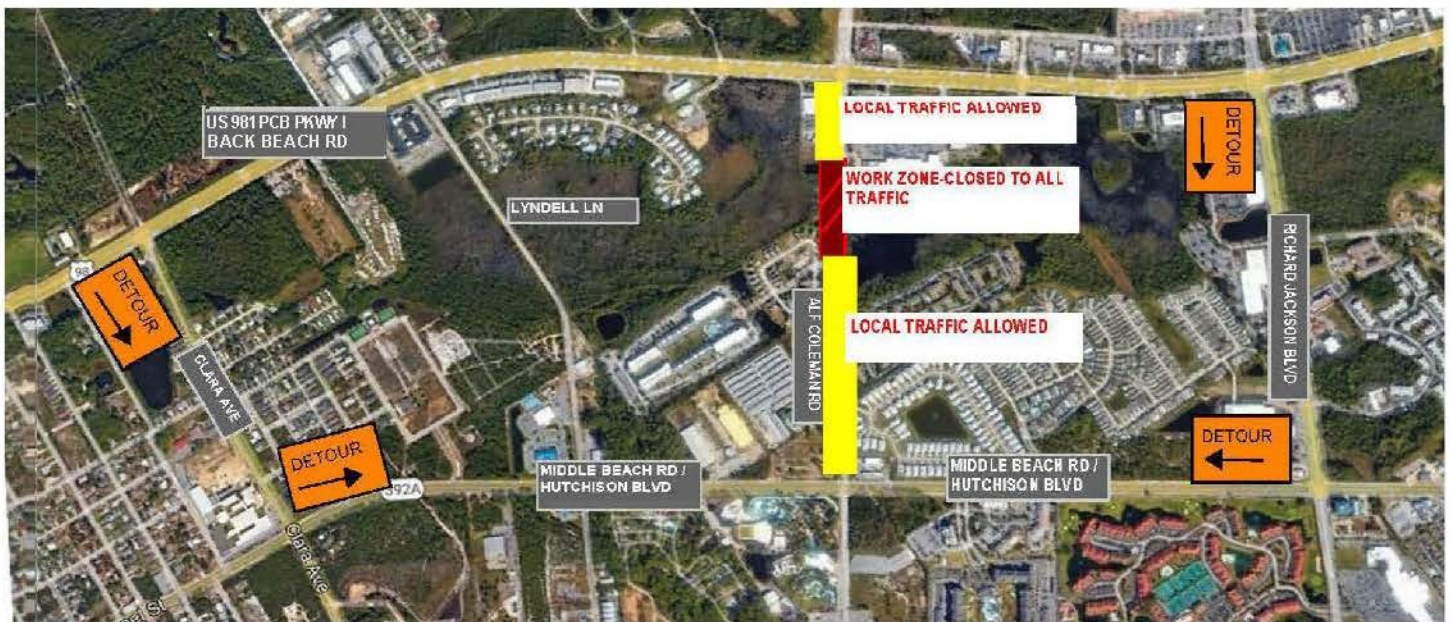 LOCAL TRAFFIC ALLOWED
DETOUR
US 981 PCB PKWY I
BACK BEACH RD
WORK ZONE-CLOSED TO ALL
TRAFFIC
LYNDELL LN
RICHARD JACKSON BLVD
98
DETOUR
ALF COLEMAN RD
LOCAL TRAFFIC ALLOWED
CLARA AVE
DETOUR
DETOUR
MIDDLE BEACH RD /
HUTCHISON BLVD
MIDDLE BEACH RD /
HUTCHISON BLVD
392A
Clara Ave